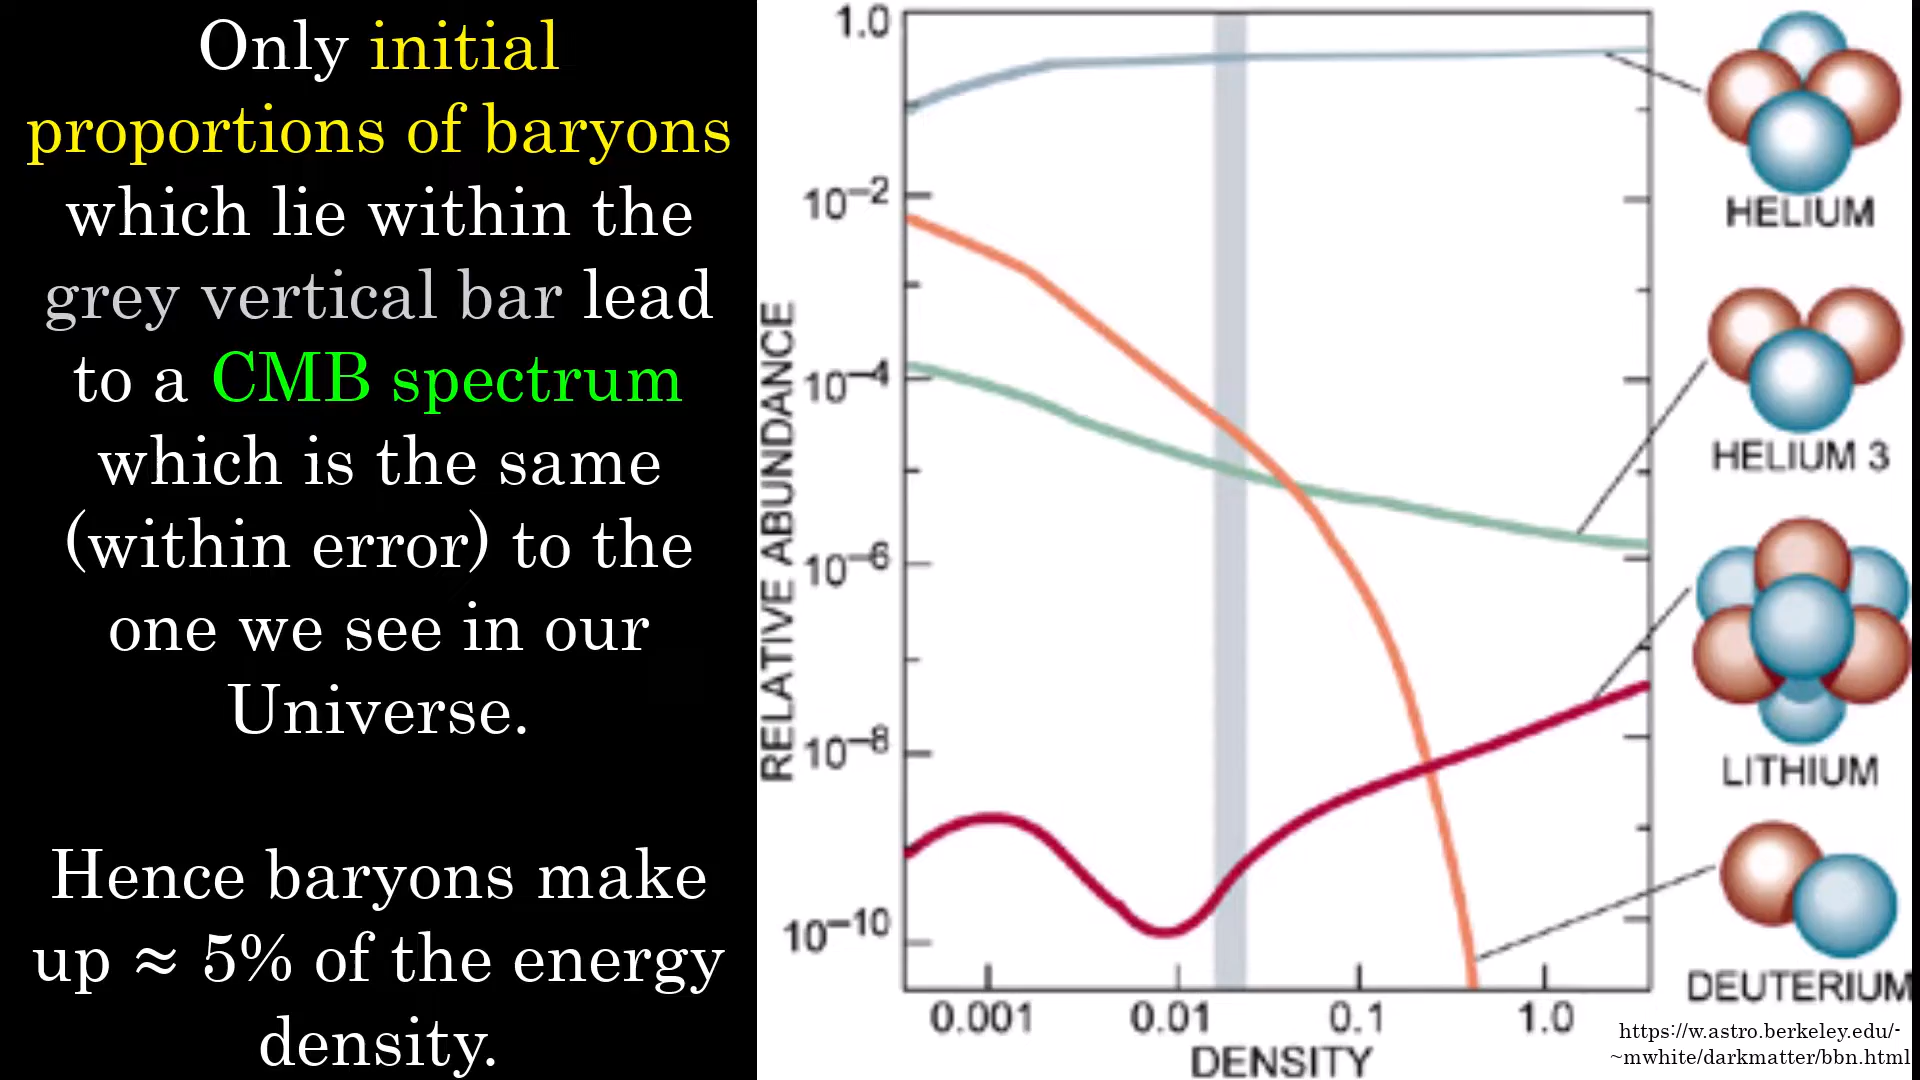 Only initial
proportions of baryons
which lie within the
grey vertical bar lead
to a CMB spectrum
which is the same
(within error) to the
one we see in our
Universe.
Hence baryons make
up ≈ 5% of the energy
density.
RELATIVE ABUNDANCE
1.0
10⁻²
10⁻⁴
10⁻⁶
10⁻⁸
10⁻¹⁰
0.001 0.01 0.1 1.0
DENSITY
HELIUM
HELIUM 3
LITHIUM
DEUTERIUM
https://w.astro.berkeley.edu/-
~mwhite/darkmatter/bbn.html